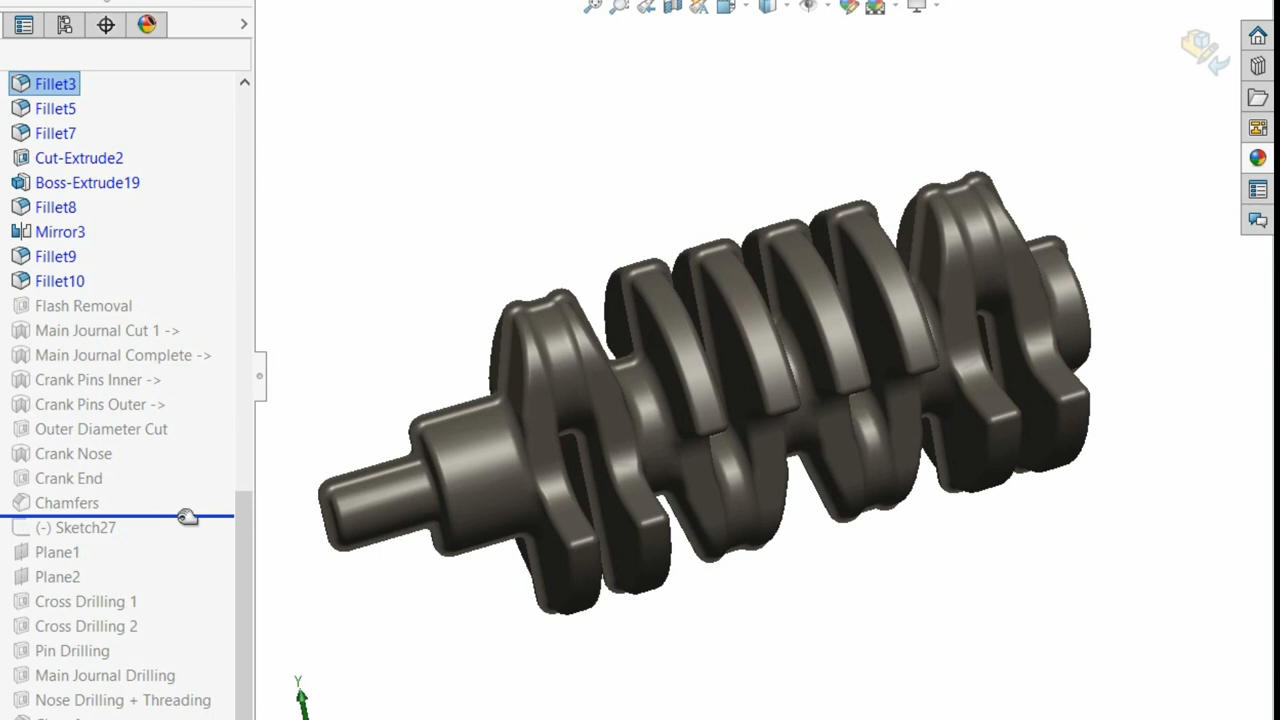 Fillet3
Fillet5
Fillet7
Cut-Extrude2
Boss-Extrude19
Fillet8
Mirror3
Fillet9
Fillet10
Flash Removal
Main Journal Cut 1 ->
Main Journal Complete ->
Crank Pins Inner ->
Crank Pins Outer ->
Outer Diameter Cut
Crank Nose
Crank End
Chamfers
(-) Sketch27
Plane1
Plane2
Cross Drilling 1
Cross Drilling 2
Pin Drilling
Main Journal Drilling
Nose Drilling + Threading
Y